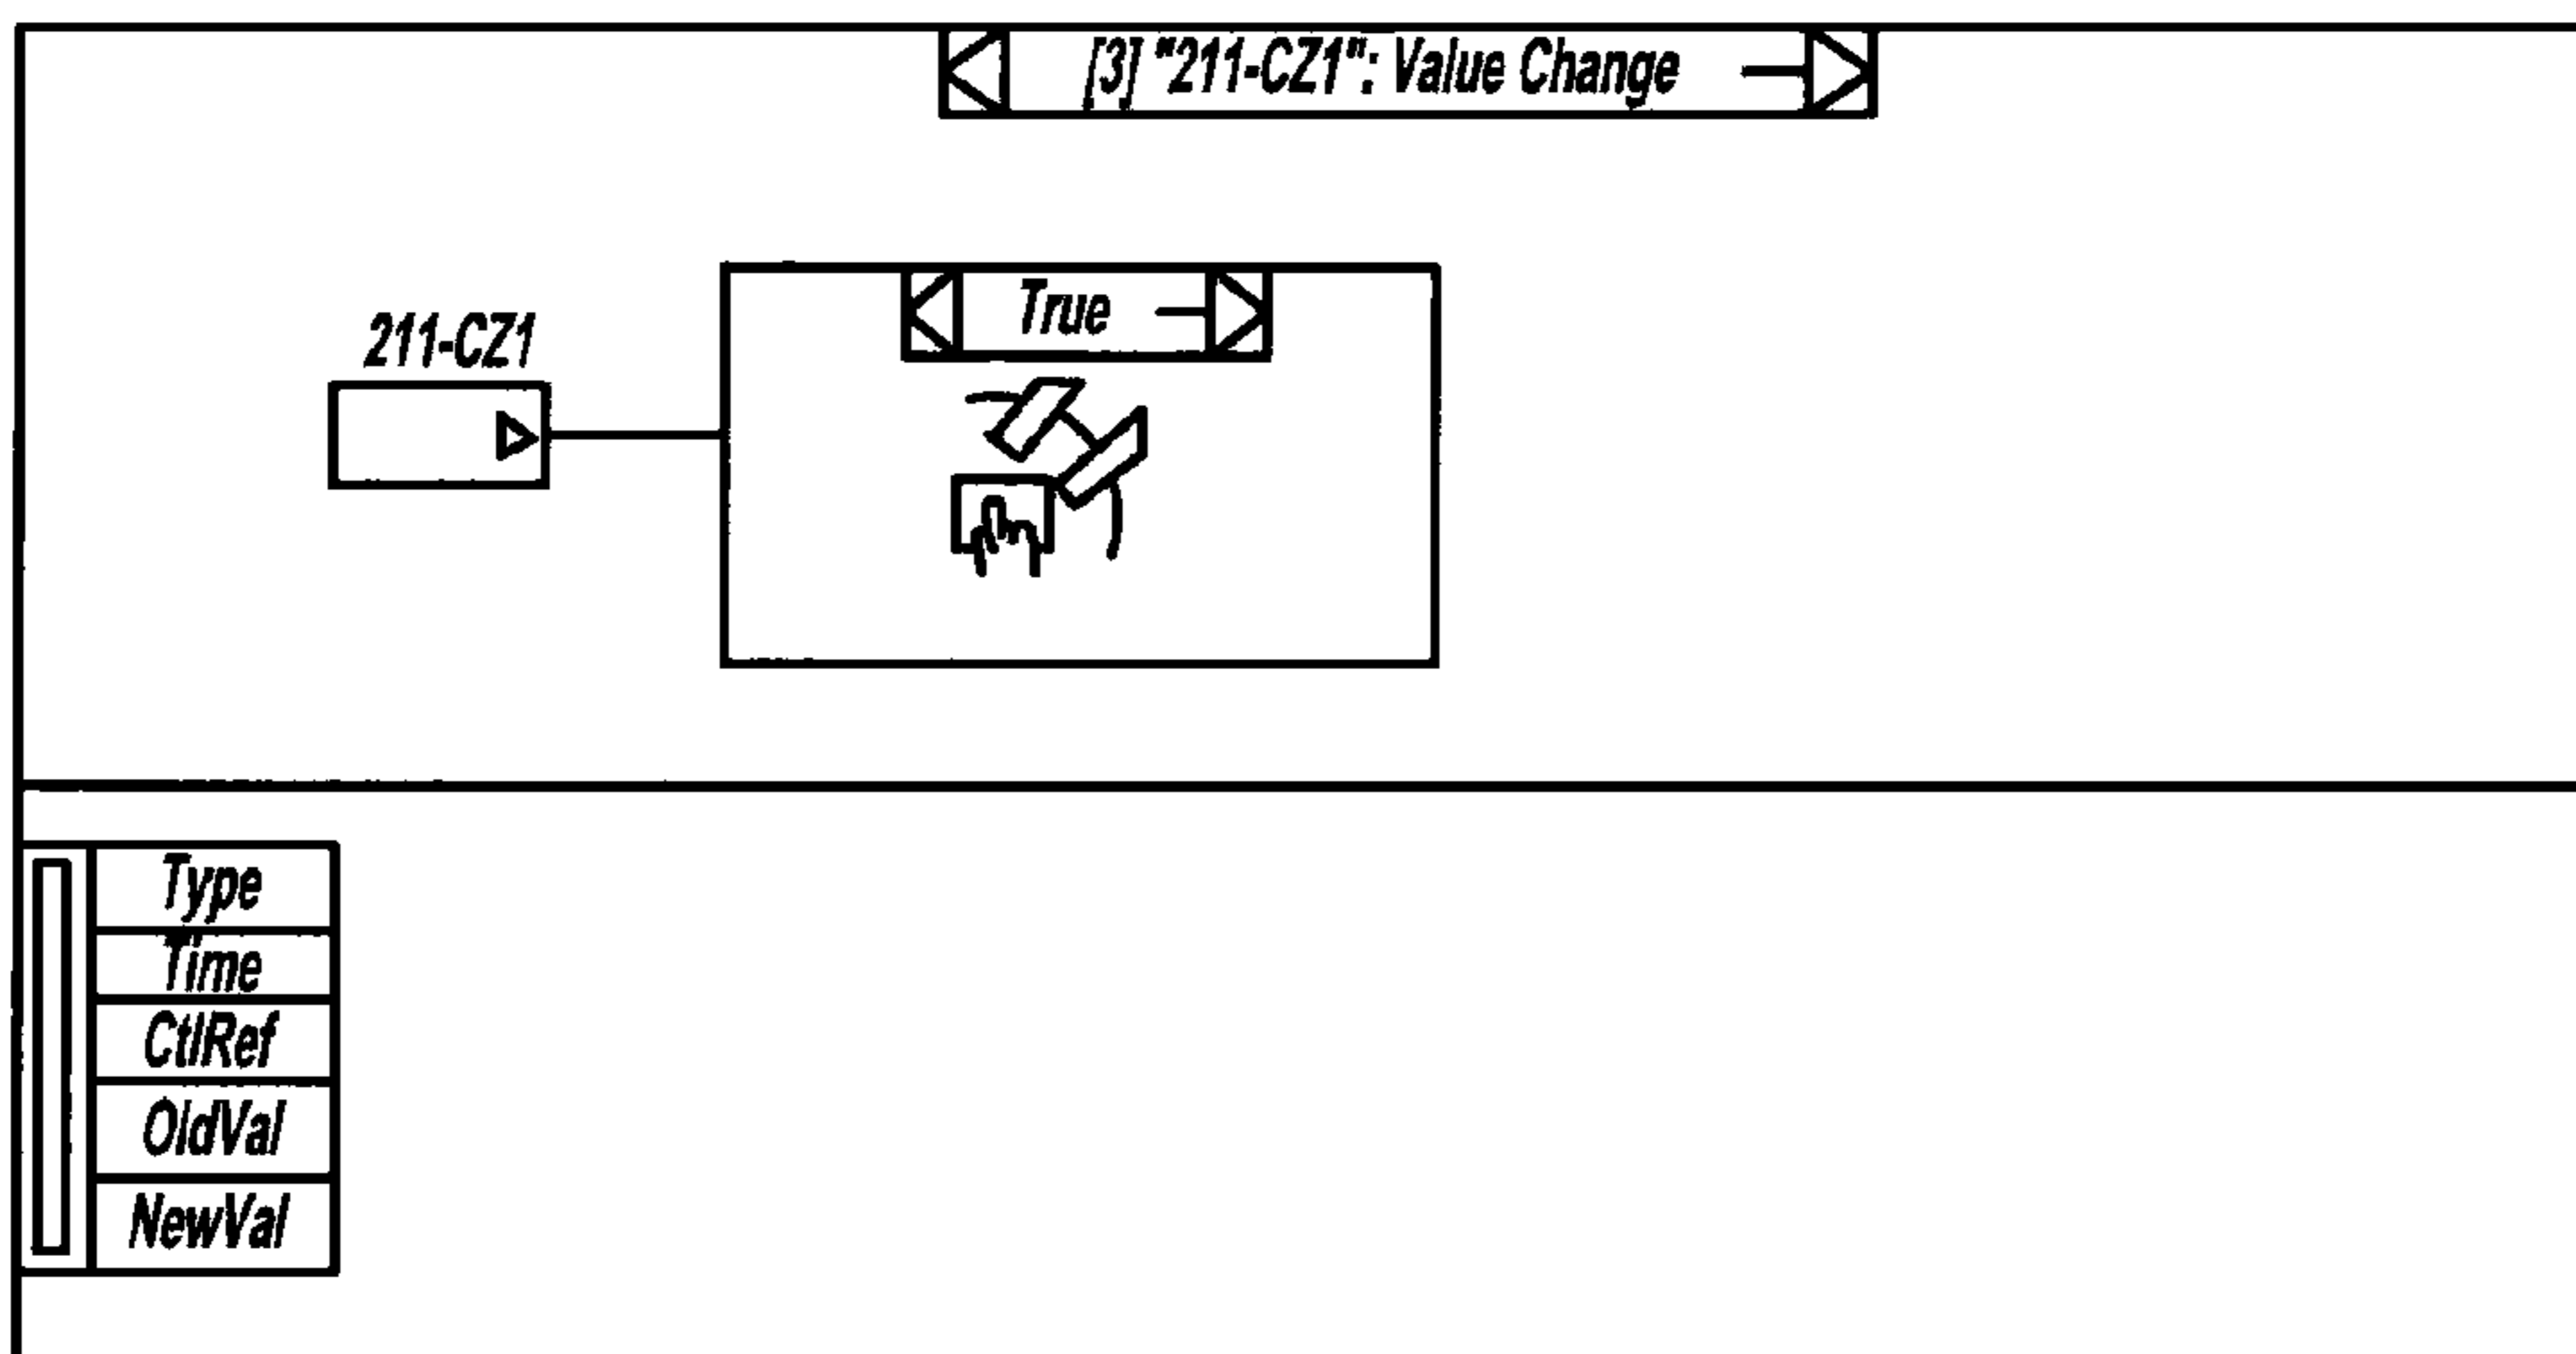 [3] "211-CZ1": Value Change
True
211-CZ1
Type
Time
CtlRef
OldVal
NewVal